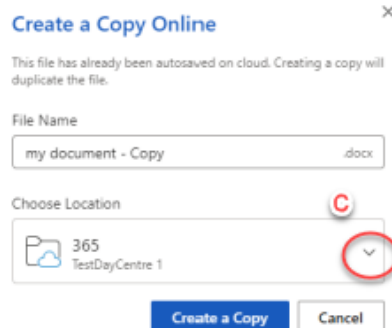 Create a Copy Online
This file has already been autosaved on cloud. Creating a copy will
duplicate the file.
File Name
my document - Copy .docx
Choose Location
C
365
TestDayCentre 1
Create a Copy Cancel